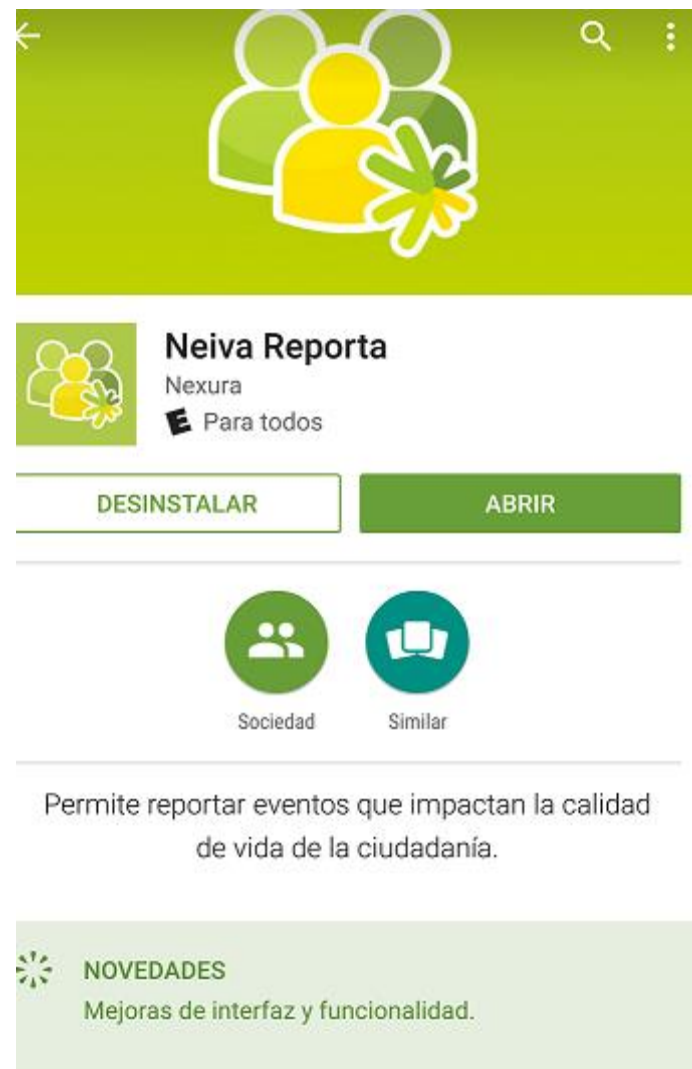 Neiva Reporta
Nexura
E Para todos
DESINSTALAR
ABRIR
Sociedad
Similar
Permite reportar eventos que impactan la calidad
de vida de la ciudadanía.
NOVEDADES
Mejoras de interfaz y funcionalidad.